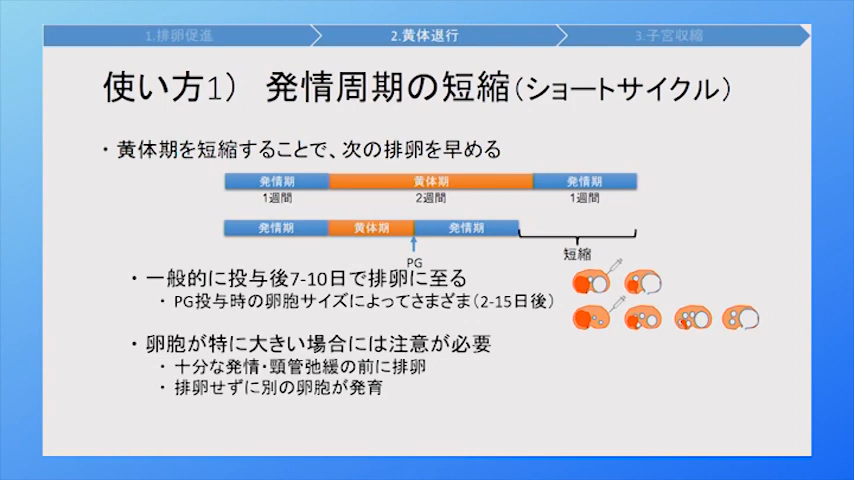 1.排卵促進
2.黄体退行
3.子宮収縮
使い方1） 発情周期の短縮（ショートサイクル）
・黄体期を短縮することで、次の排卵を早める
発情期 黄体期 発情期
1週間 2週間 1週間
発情期 黄体期 発情期
PG
短縮
・一般的に投与後7-10日で排卵に至る
・PG投与時の卵胞サイズによってさまざま（2-15日後）
・卵胞が特に大きい場合には注意が必要
・十分な発情・頸管弛緩の前に排卵
・排卵せずに別の卵胞が発育